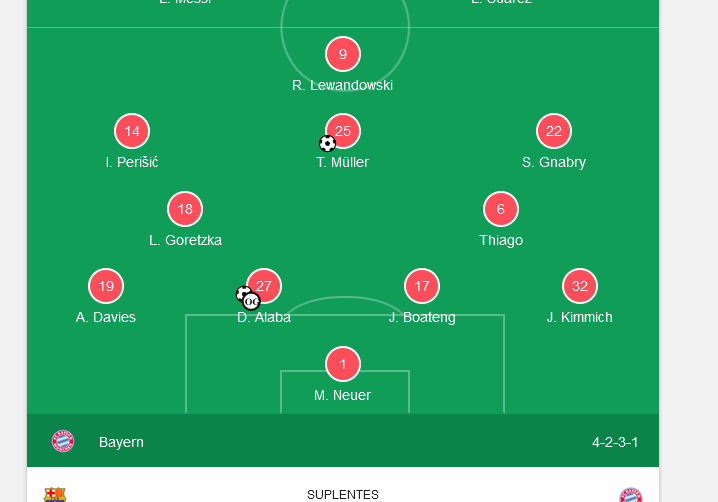 L. Messi L. Suárez
9
R. Lewandowski
14 25 22
I. Perišić T. Müller S. Gnabry
18 6
L. Goretzka Thiago
19 27 17 32
OG
A. Davies D. Alaba J. Boateng J. Kimmich
1
M. Neuer
Bayern 4-2-3-1
SUPLENTES